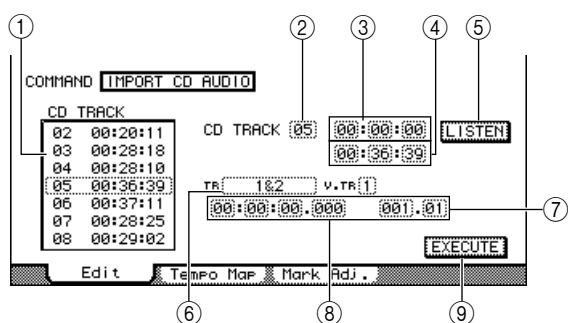 ① ② ③ ④ ⑤
COMMAND IMPORT CD AUDIO
CD TRACK
02 00:20:11
03 00:28:18
04 00:28:10
05 00:36:39
06 00:37:11
07 00:28:25
08 00:29:02
CD TRACK 05 00:00:00 LISTEN
00:36:39
TR 1&2 V.TR 1
00:00:00.000 001.01
EXECUTE
Edit Tempo Map Mark Adj.
⑥ ⑦ ⑧ ⑨